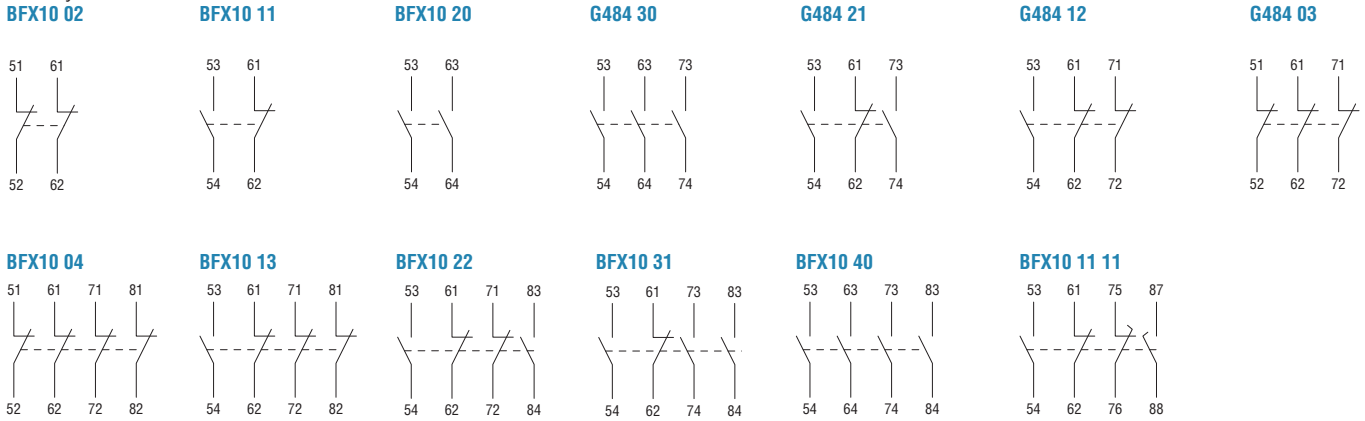 BFX10 02 BFX10 11 BFX10 20 G484 30 G484 21 G484 12 G484 03
51 61 53 61 53 63 53 63 73 53 61 73 53 61 71 51 61 71
52 62 54 62 54 64 54 64 74 54 62 74 54 62 72 52 62 72
BFX10 04 BFX10 13 BFX10 22 BFX10 31 BFX10 40 BFX10 11 11
51 61 71 81 53 61 71 81 53 61 71 83 53 61 73 83 53 63 73 83 53 61 75 87
52 62 72 82 54 62 72 82 54 62 72 84 54 62 74 84 54 64 74 84 54 62 76 88